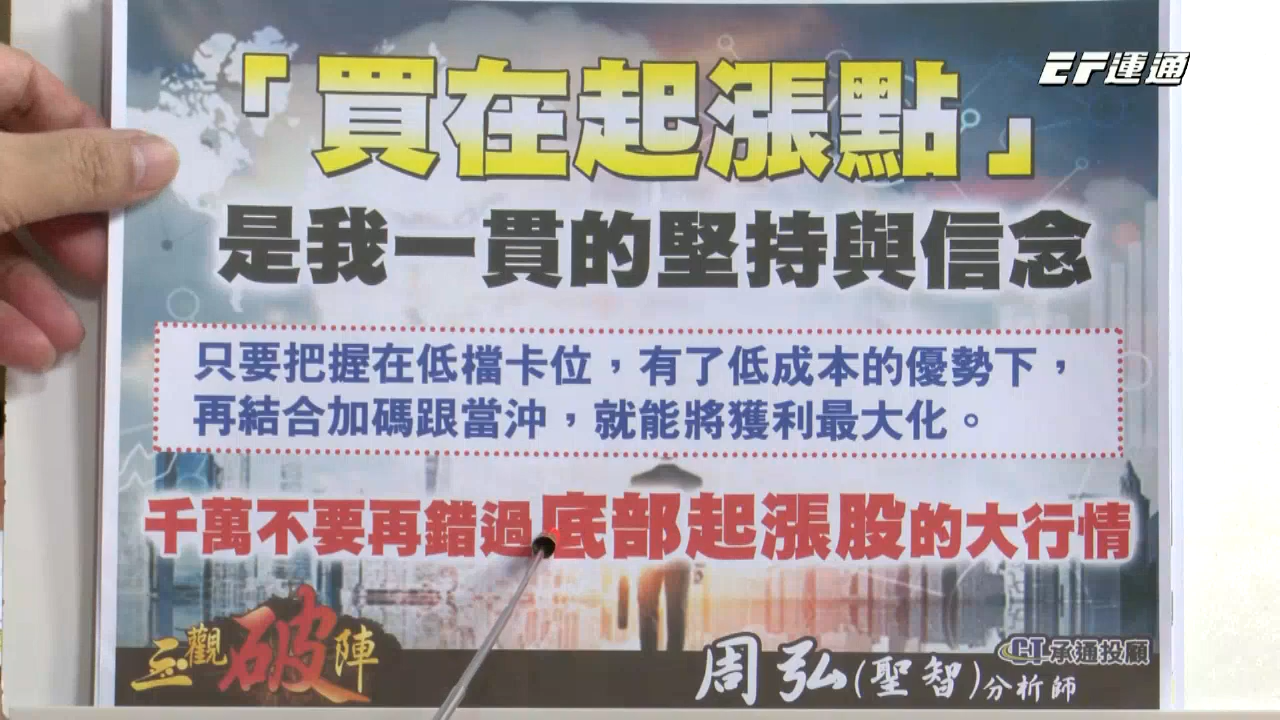 EF運通
「買在起漲點」
是我一貫的堅持與信念
只要把握在低檔卡位，有了低成本的優勢下，
再結合加碼跟當沖，就能將獲利最大化。
千萬不要再錯過底部起漲股的大行情
三觀破陣
周弘(聖智)分析師
CT承通投顧